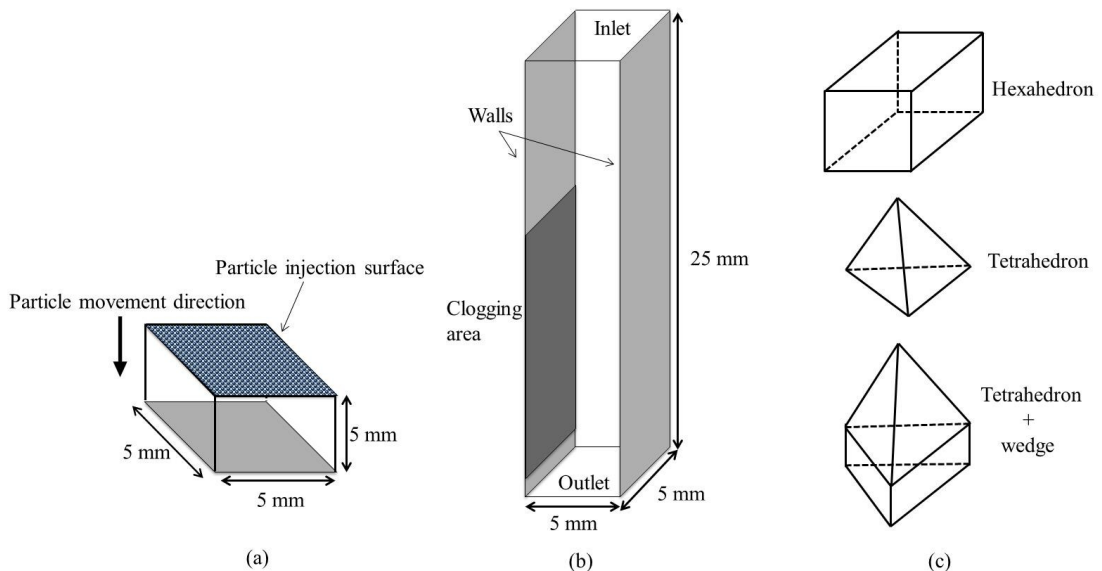 Particle injection surface
Particle movement direction
5 mm
5 mm
5 mm
(a)
Inlet
Walls
25 mm
Clogging
area
Outlet
5 mm
5 mm
(b)
Hexahedron
Tetrahedron
Tetrahedron
+
wedge
(c)